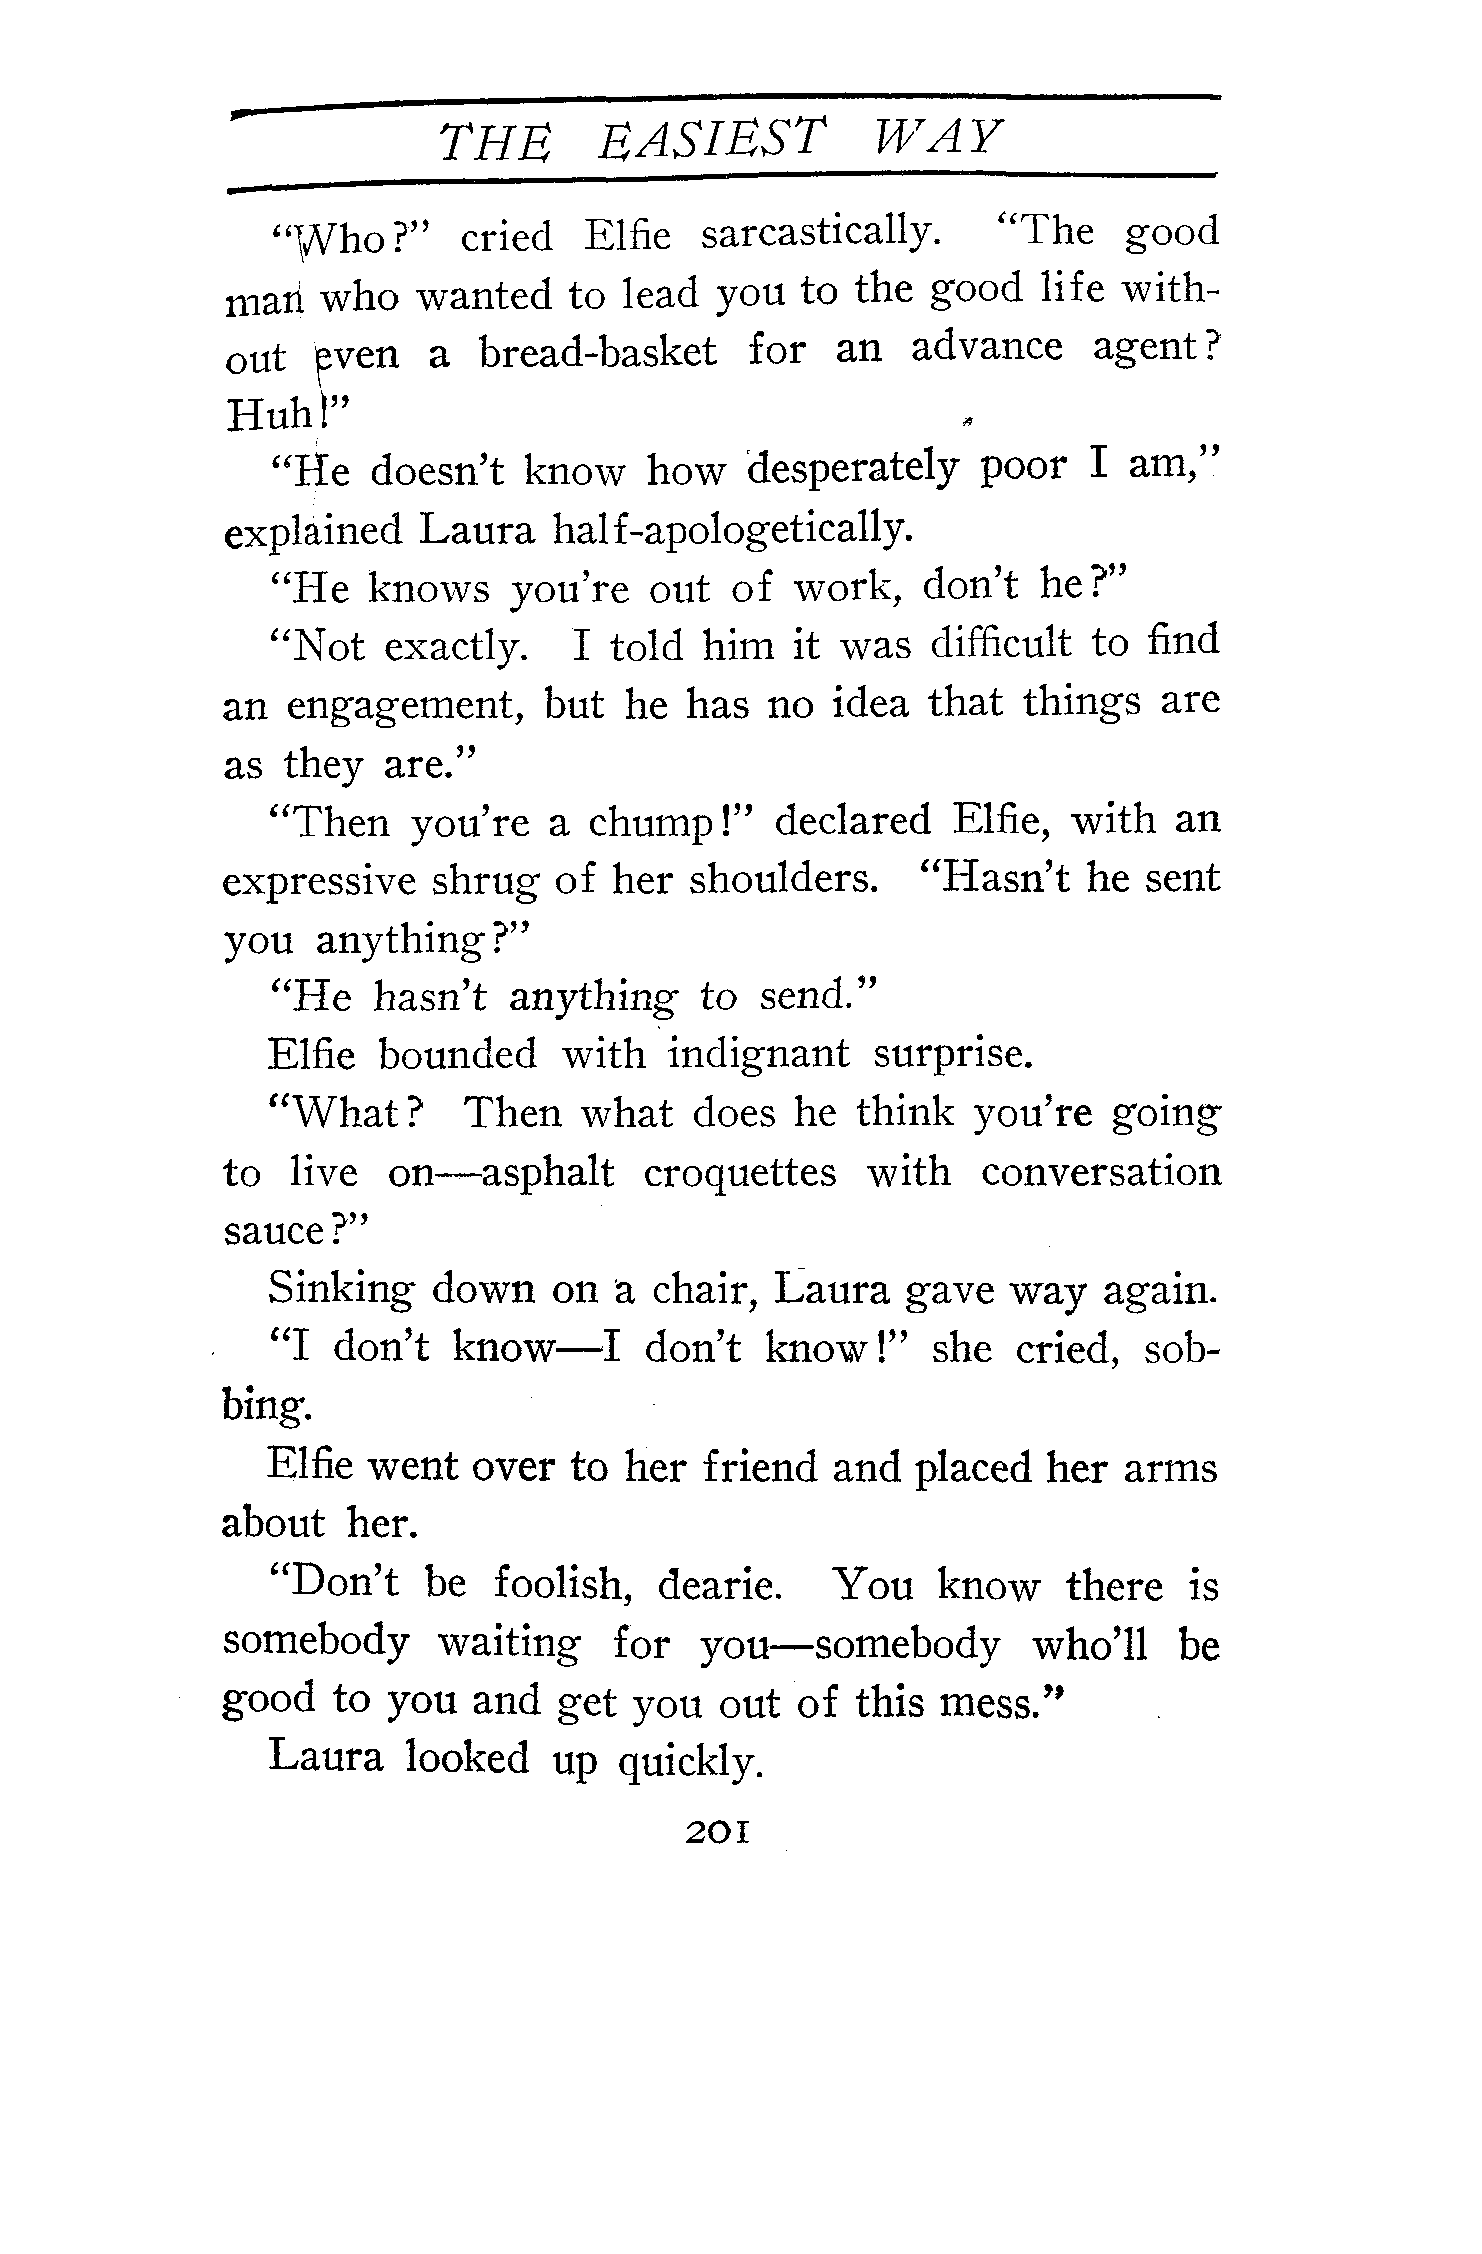 THE EASIEST WAY
“Who?” cried Elfie sarcastically. “The good
man who wanted to lead you to the good life with-
out even a bread-basket for an advance agent?
Huh!”
“He doesn’t know how desperately poor I am,”
explained Laura half-apologetically.
“He knows you’re out of work, don’t he?”
“Not exactly. I told him it was difficult to find
an engagement, but he has no idea that things are
as they are.”
“Then you’re a chump!” declared Elfie, with an
expressive shrug of her shoulders. “Hasn’t he sent
you anything?”
“He hasn’t anything to send.”
Elfie bounded with indignant surprise.
“What? Then what does he think you’re going
to live on—asphalt croquettes with conversation
sauce?”
Sinking down on a chair, Laura gave way again.
“I don’t know—I don’t know!” she cried, sob-
bing.
Elfie went over to her friend and placed her arms
about her.
“Don’t be foolish, dearie. You know there is
somebody waiting for you—somebody who’ll be
good to you and get you out of this mess.”
Laura looked up quickly.
201